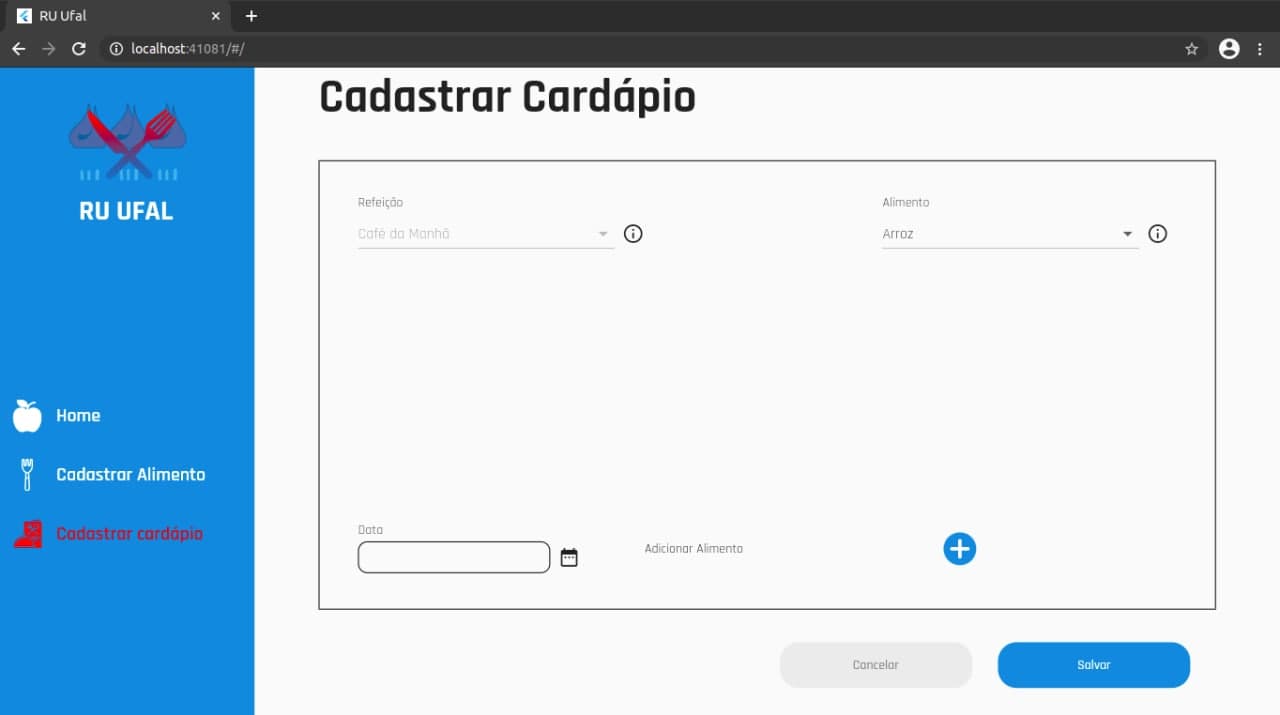 RU Ufal
localhost:41081/#/
RU UFAL
Home
Cadastrar Alimento
Cadastrar cardápio
Cadastrar Cardápio
Refeição
Café da Manhã
Alimento
Arroz
Data
Adicionar Alimento
Cancelar
Salvar